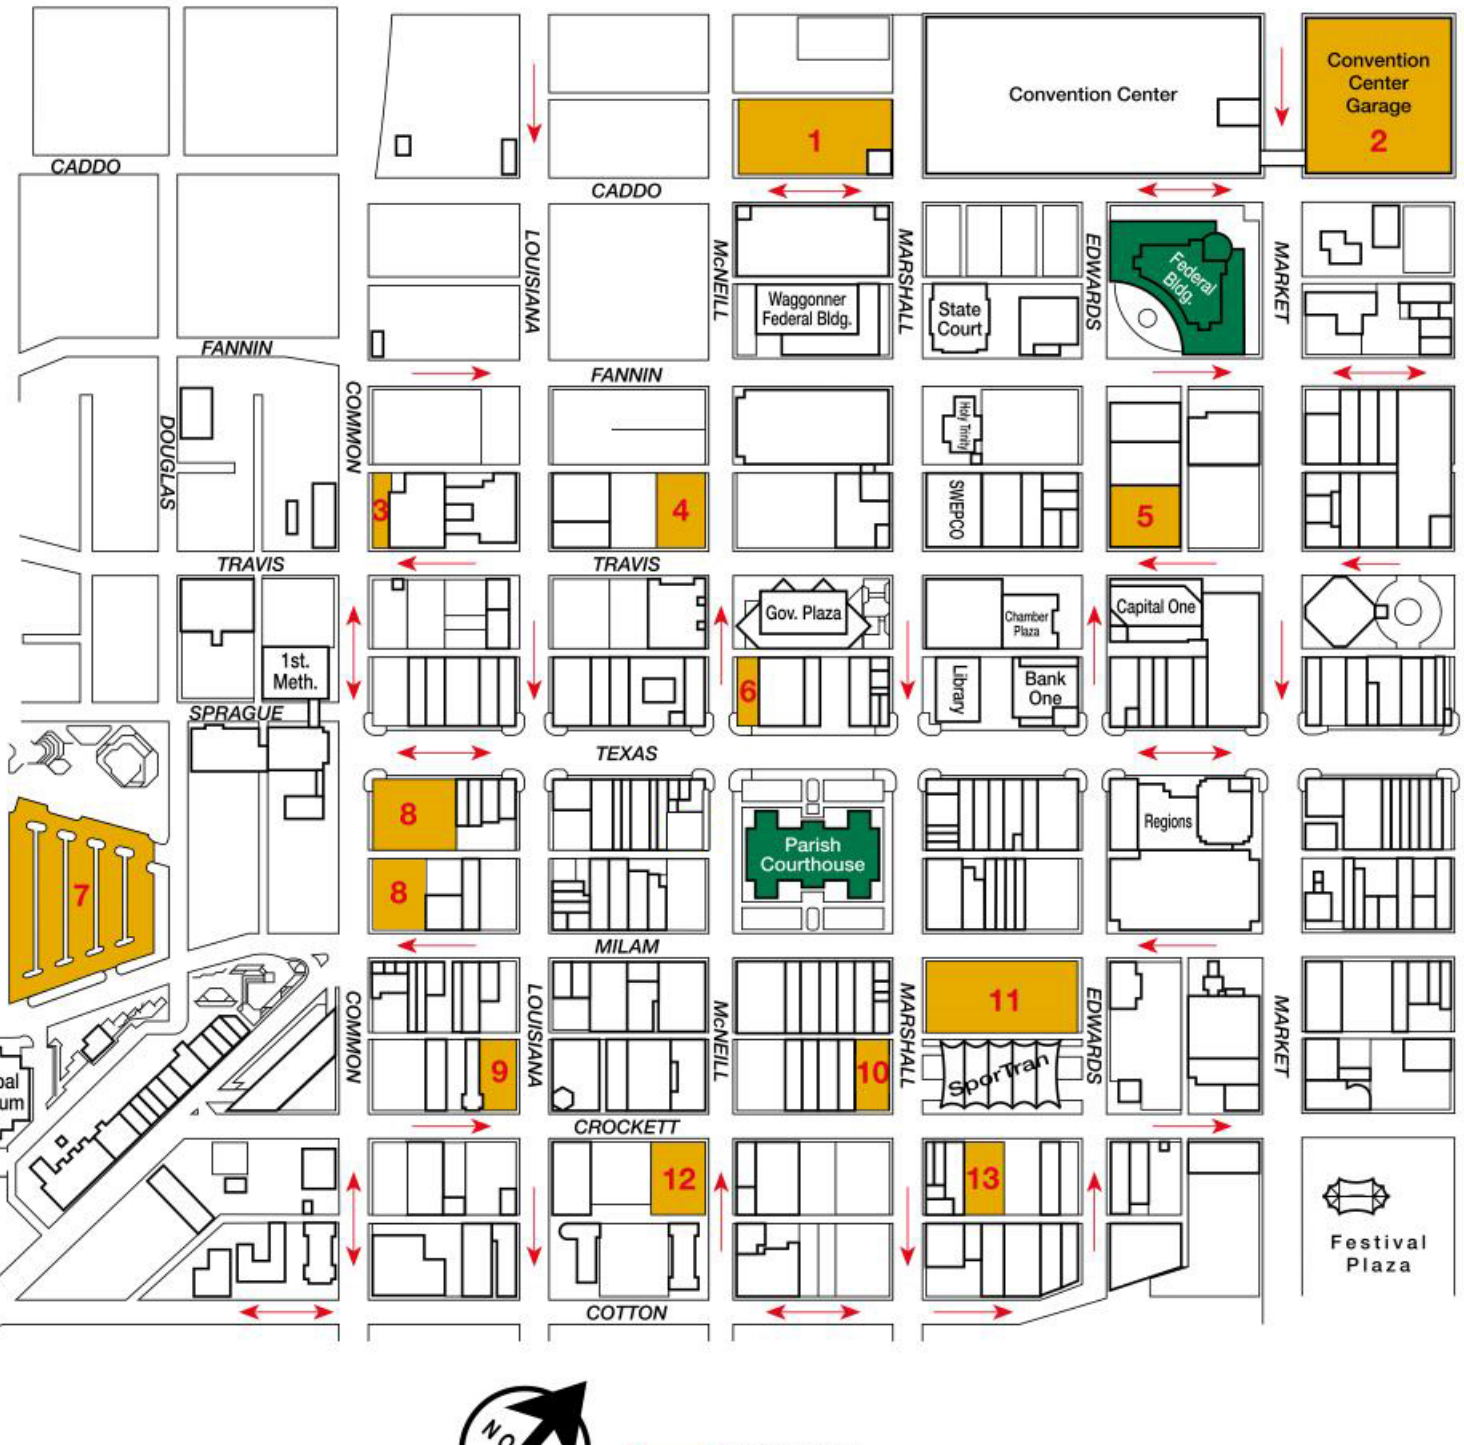 Convention
Center
Garage
2
Convention Center
1
CADDO
CADDO
LOUISIANA
McNEILL
MARSHALL
EDWARDS
MARKET
Federal
Bldg.
Waggonner
Federal Bldg.
State
Court
FANNIN
FANNIN
COMMON
DOUGLAS
Holy Trinity
SWEPCO
3
4
5
TRAVIS
TRAVIS
Gov. Plaza
Chamber
Plaza
Capital One
1st.
Meth.
6
Library
Bank
One
SPRAGUE
TEXAS
8
Regions
Parish
Courthouse
7
8
MILAM
COMMON
LOUISIANA
McNEILL
MARSHALL
11
EDWARDS
MARKET
9
10
SporTran
pal
um
CROCKETT
12
13
Festival
Plaza
COTTON
NO